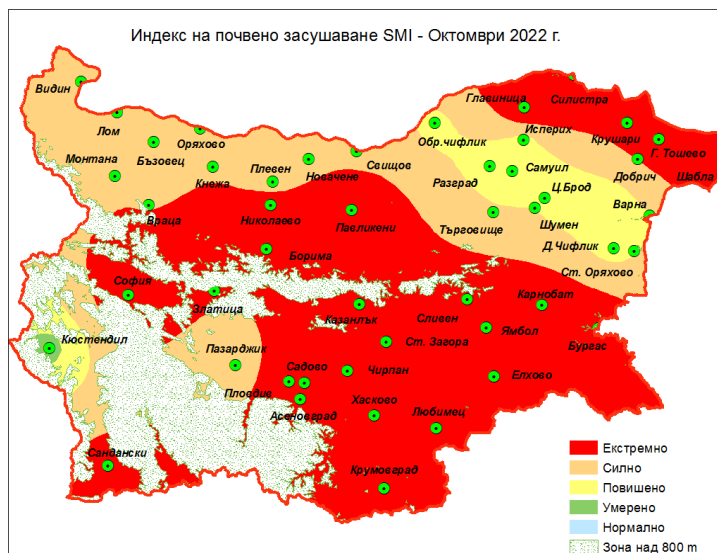 Индекс на почвено засушаване SMI - Октомври 2022 г.
Видин
Главиница
Силистра
Лом
Оряхово
Обр.чифлик
Исперих
Крушари
Г. Тошево
Монтана
Бъзовец
Кнежа
Плевен
Новачене
Свищов
Разград
Самуил
Добрич
Шабла
Ц.Брод
Варна
Враца
Николаево
Павликени
Търговище
Шумен
Д.Чифлик
Борима
Ст. Оряхово
София
Златица
Казанлък
Сливен
Карнобат
Кюстендил
Пазарджик
Ст. Загора
Ямбол
Бургас
Садово
Чирпан
Елхово
Пловдив
Асеновград
Хасково
Любимец
Сандански
Крумовград
Екстремно
Силно
Повишено
Умерено
Нормално
Зона над 800 m